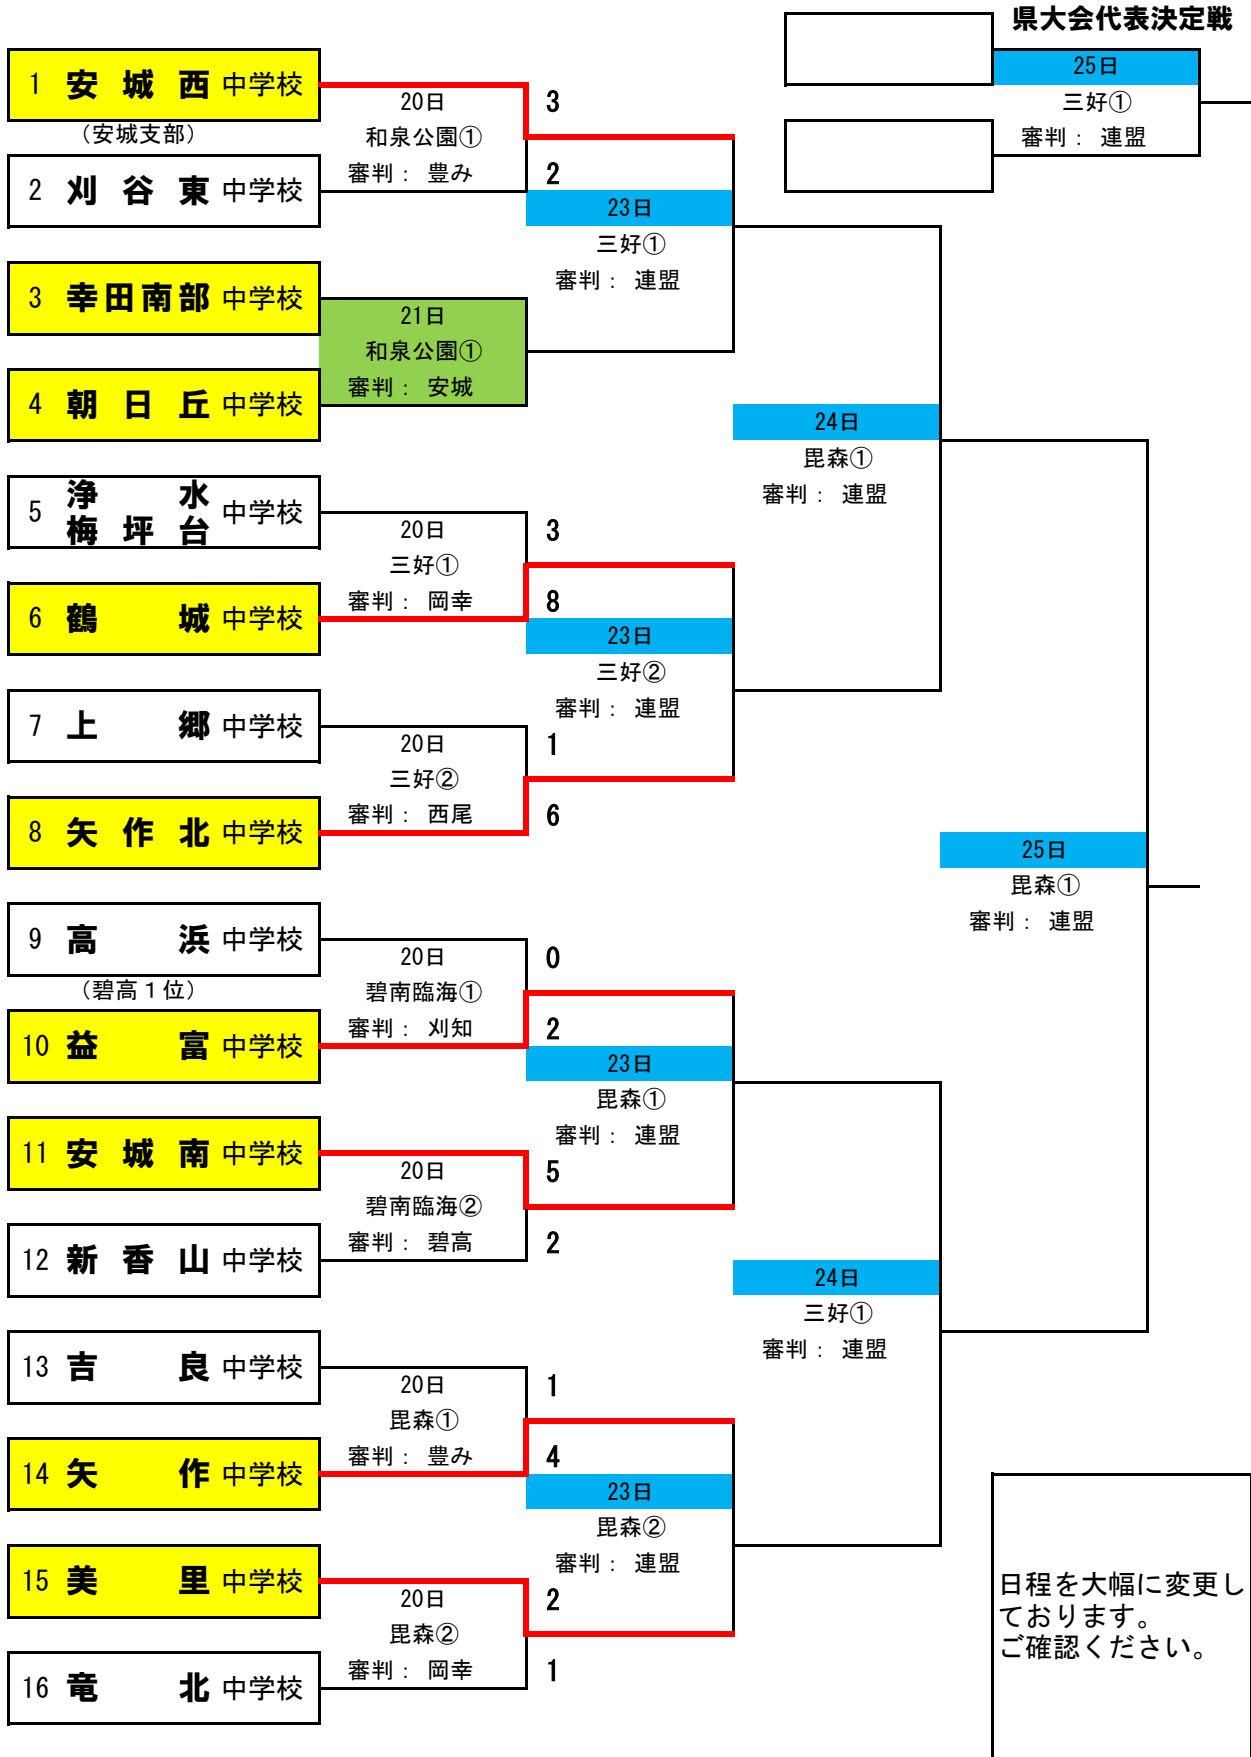 県大会代表決定戦
25日
三好①
審判： 連盟
1 安城西 中学校
（安城支部）
20日
和泉公園①
審判： 豊み
3
2
2 刈谷東 中学校
23日
三好①
審判： 連盟
3 幸田南部 中学校
21日
和泉公園①
審判： 安城
4 朝日丘 中学校
24日
毘森①
審判： 連盟
5 浄水
梅坪台 中学校
20日
三好①
審判： 岡幸
3
8
6 鶴城 中学校
23日
三好②
審判： 連盟
7 上郷 中学校
20日
三好②
審判： 西尾
1
6
8 矢作北 中学校
25日
毘森①
審判： 連盟
9 高浜 中学校
（碧高１位）
20日
碧南臨海①
審判： 刈知
0
2
10 益富 中学校
23日
毘森①
審判： 連盟
11 安城南 中学校
20日
碧南臨海②
審判： 碧高
5
2
12 新香山 中学校
24日
三好①
審判： 連盟
13 吉良 中学校
20日
毘森①
審判： 豊み
1
4
14 矢作 中学校
23日
毘森②
審判： 連盟
15 美里 中学校
20日
毘森②
審判： 岡幸
2
1
16 竜北 中学校
日程を大幅に変更し
ております。
ご確認ください。